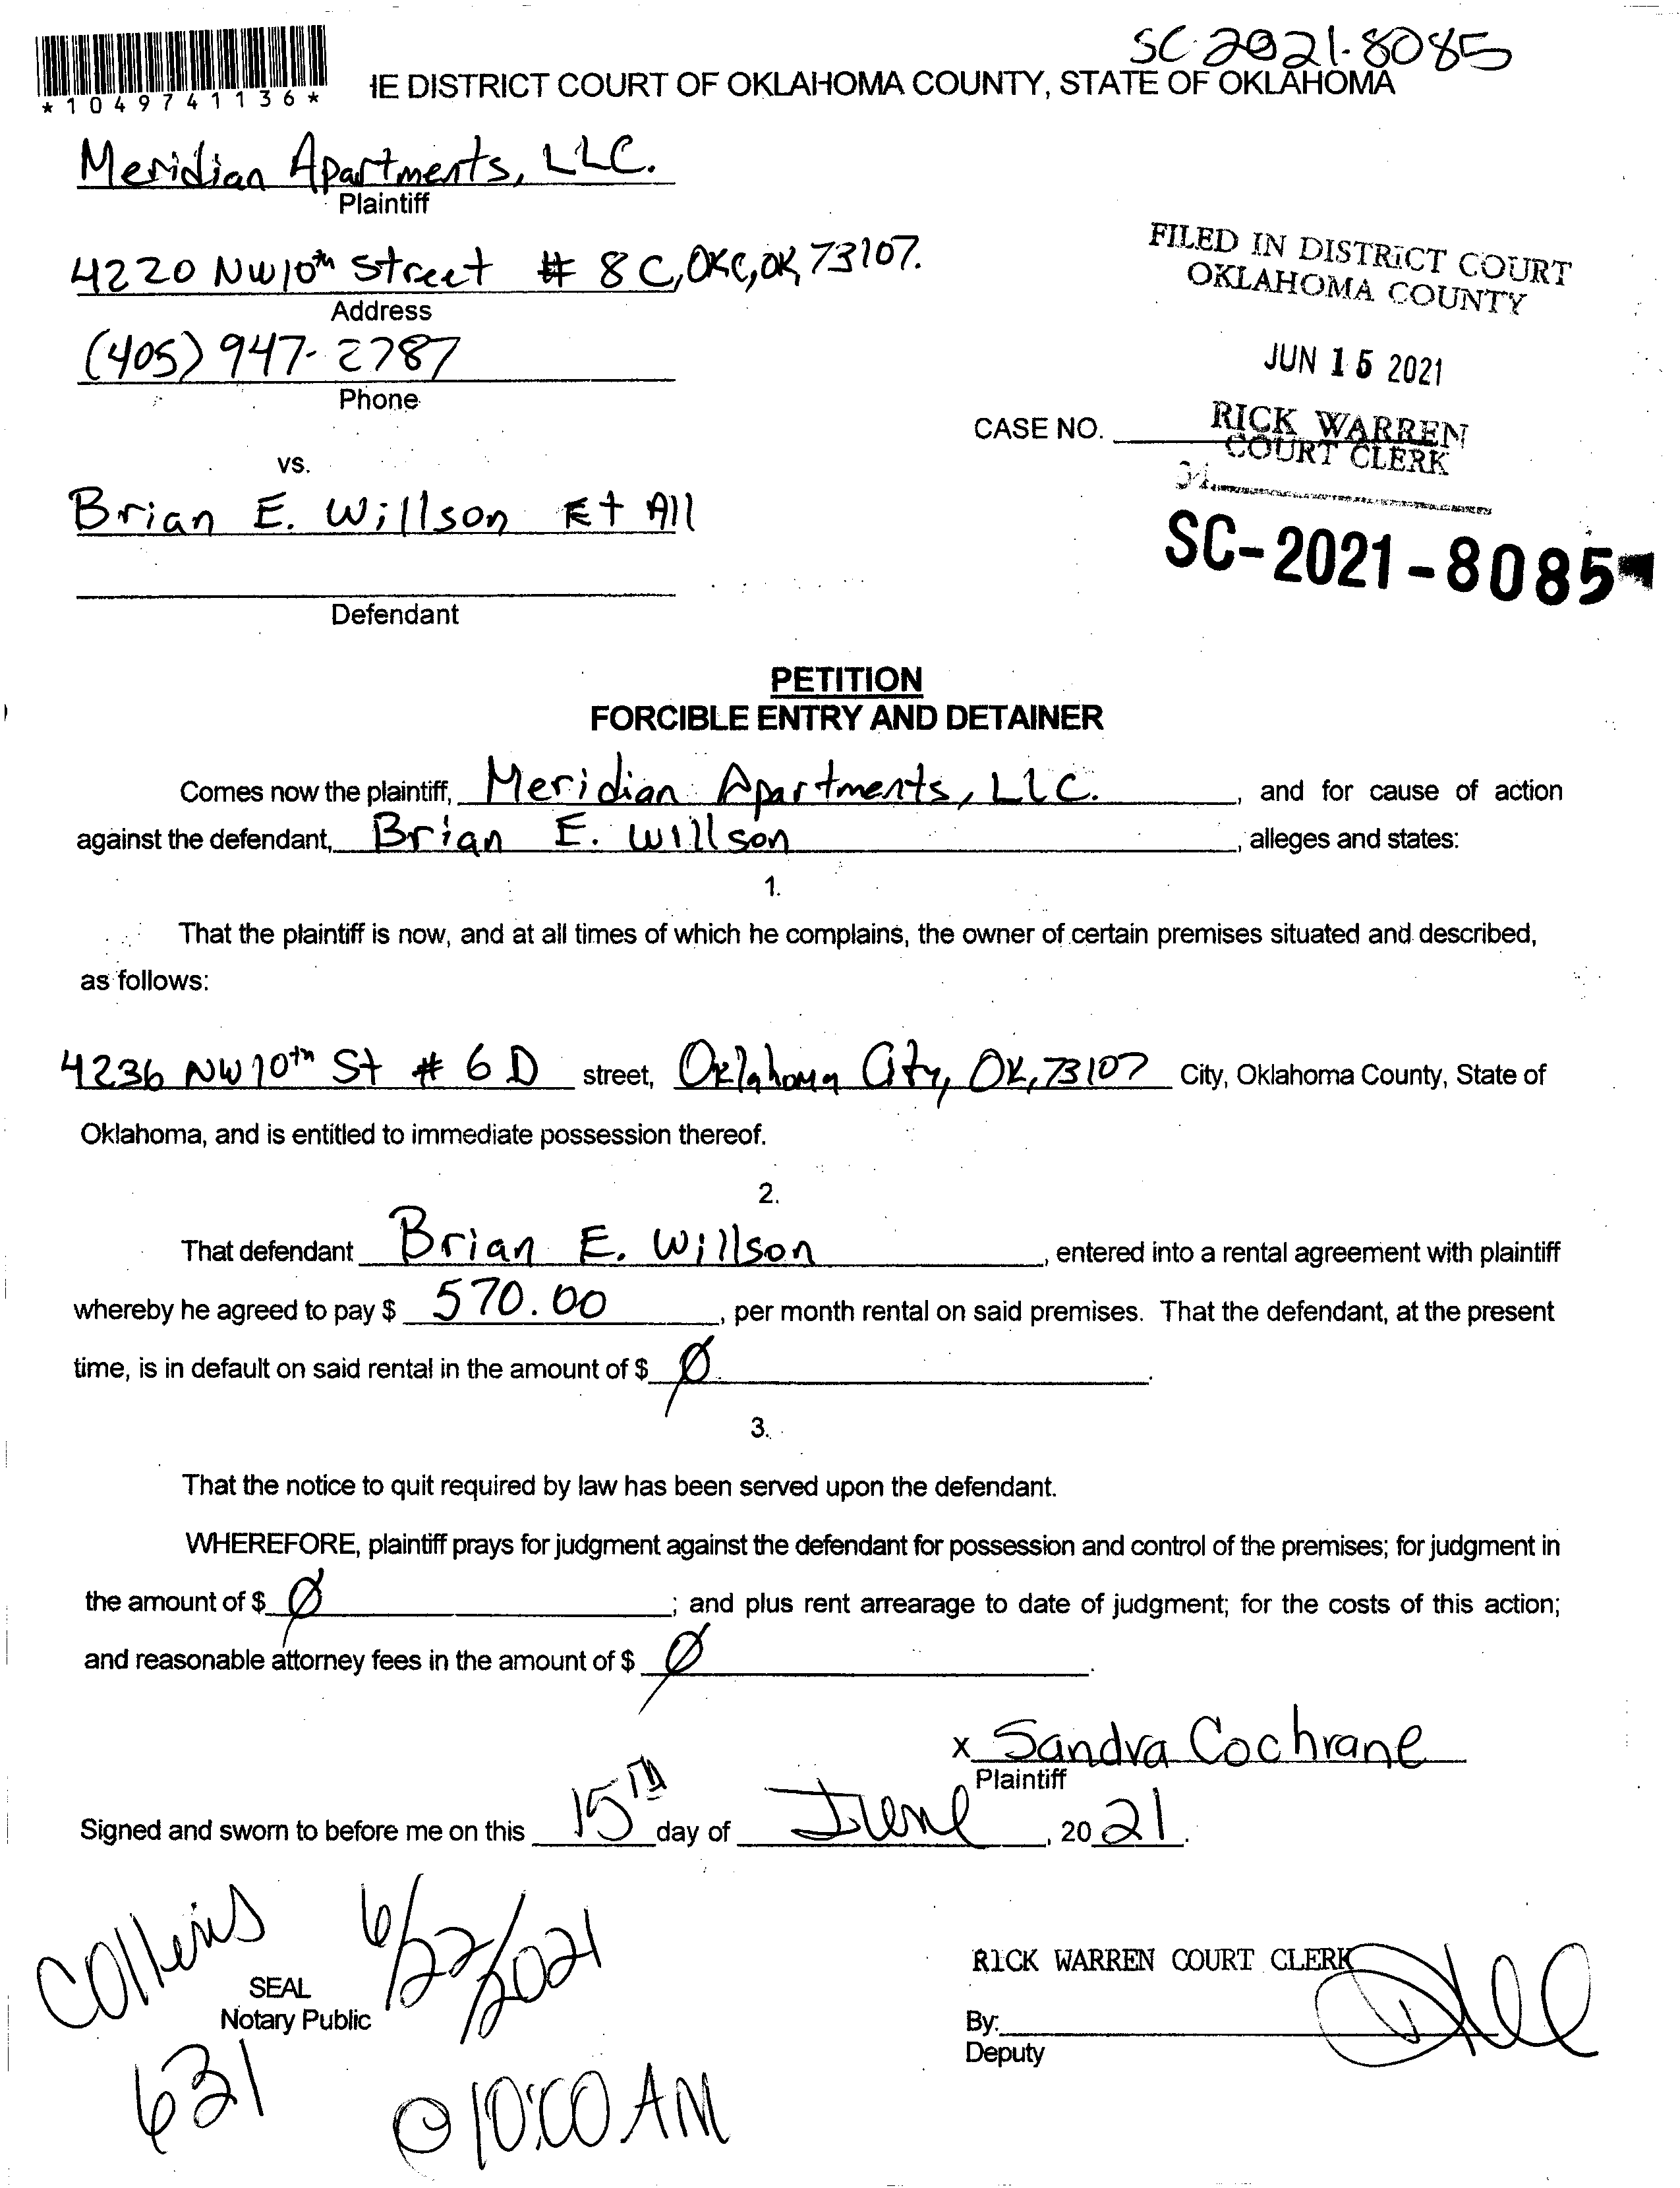 SC-2021-8085
*1049741136*
IE DISTRICT COURT OF OKLAHOMA COUNTY, STATE OF OKLAHOMA
Meridian Apartments, LLC.
Plaintiff
4220 NW 10th Street # 8C, OKC, OK, 73107.
Address
(405) 947-2787
Phone
FILED IN DISTRICT COURT
OKLAHOMA COUNTY
JUN 15 2021
RICK WARREN
COURT CLERK
CASE NO.
34
vs.
Brian E. Willson Et All
SC-2021-8085
Defendant
PETITION
FORCIBLE ENTRY AND DETAINER
Comes now the plaintiff, Meridian Apartments, LLC. , and for cause of action
against the defendant, Brian E. Willson , alleges and states:
1.
That the plaintiff is now, and at all times of which he complains, the owner of certain premises situated and described,
as follows:
4236 NW 10th St # 6D street, Oklahoma City, OK, 73107 City, Oklahoma County, State of
Oklahoma, and is entitled to immediate possession thereof.
2.
That defendant Brian E. Willson , entered into a rental agreement with plaintiff
whereby he agreed to pay $ 570.00 , per month rental on said premises. That the defendant, at the present
time, is in default on said rental in the amount of $ Ø .
3.
That the notice to quit required by law has been served upon the defendant.
WHEREFORE, plaintiff prays for judgment against the defendant for possession and control of the premises; for judgment in
the amount of $ Ø ; and plus rent arrearage to date of judgment; for the costs of this action;
and reasonable attorney fees in the amount of $ Ø .
x Sandra Cochrane
Plaintiff
Signed and sworn to before me on this 15TH day of June , 2021.
Collins 6/22/2021
SEAL
Notary Public
631
@ 10:00 AM
RICK WARREN COURT CLERK
By:
Deputy